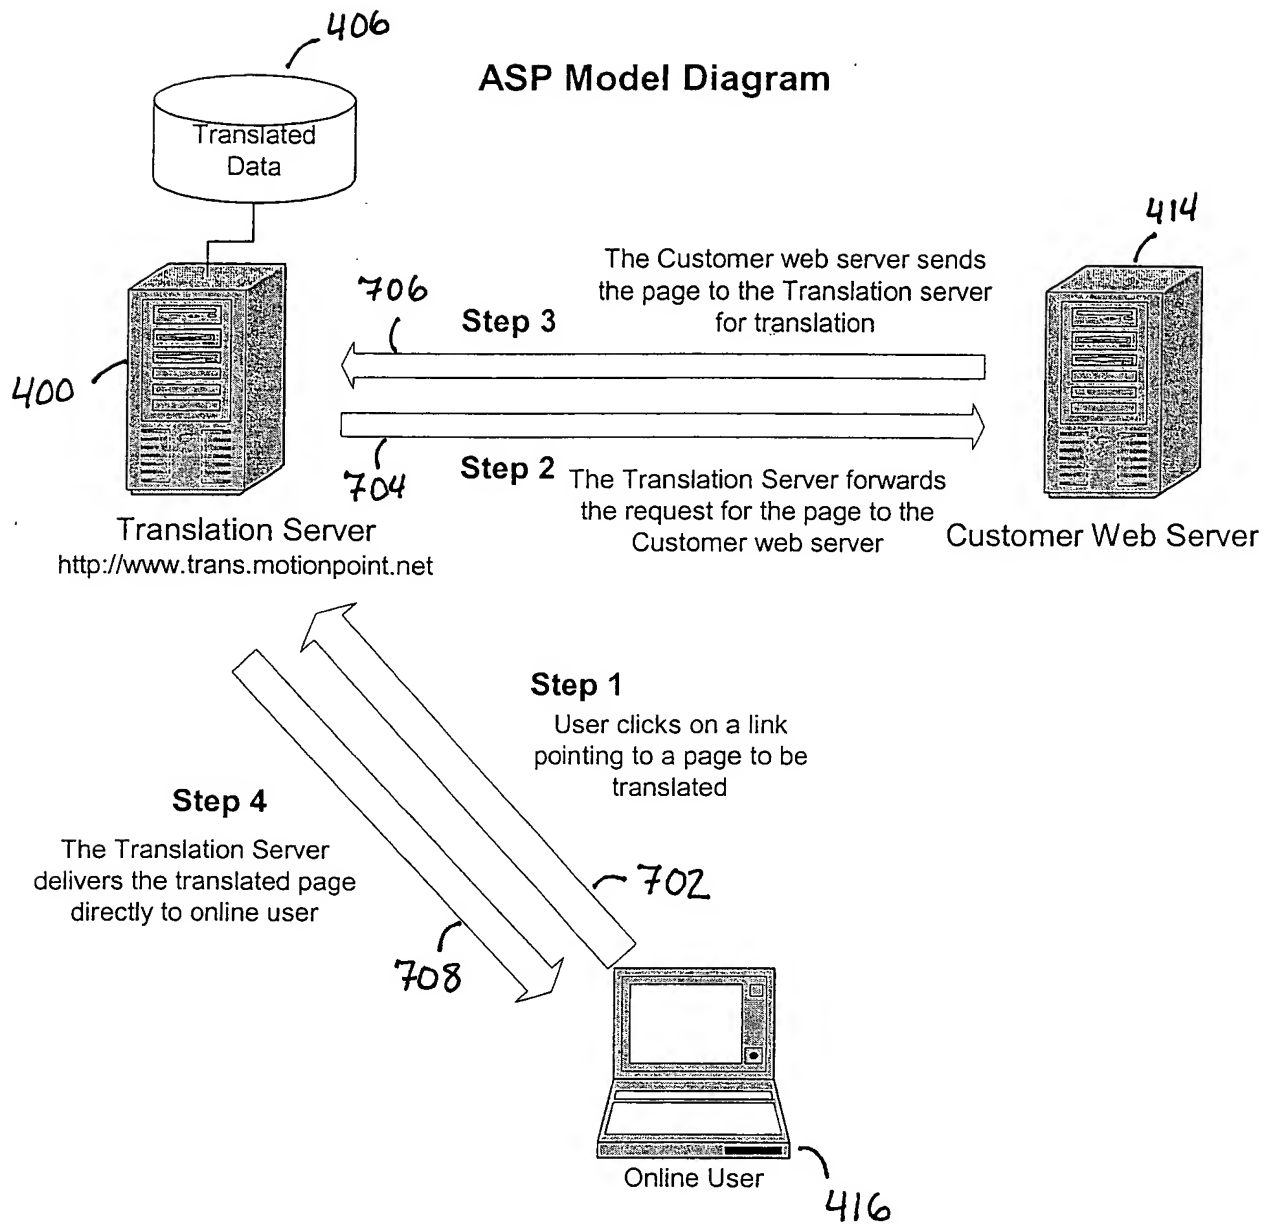 406
ASP Model Diagram
Translated
Data
414
The Customer web server sends
the page to the Translation server
for translation
706
Step 3
400
704
Step 2
The Translation Server forwards
the request for the page to the
Customer web server
Translation Server
http://www.trans.motionpoint.net
Customer Web Server
Step 1
User clicks on a link
pointing to a page to be
translated
Step 4
The Translation Server
delivers the translated page
directly to online user
702
708
Online User
416